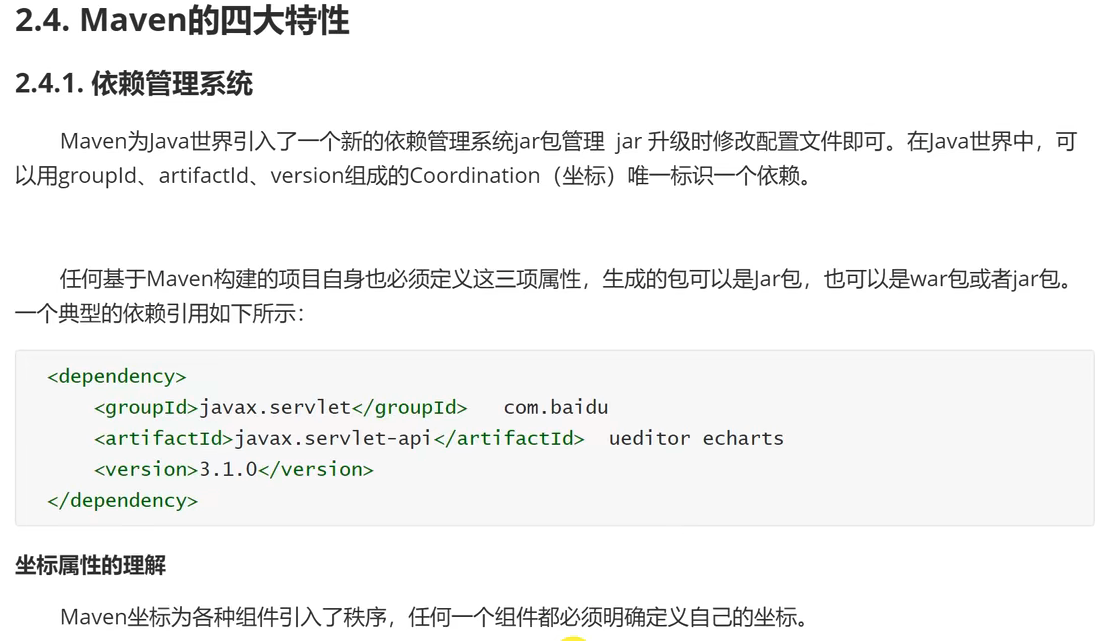 2.4. Maven的四大特性
2.4.1. 依赖管理系统
Maven为Java世界引入了一个新的依赖管理系统jar包管理 jar 升级时修改配置文件即可。在Java世界中，可
以用groupId、artifactId、version组成的Coordination（坐标）唯一标识一个依赖。
任何基于Maven构建的项目自身也必须定义这三项属性，生成的包可以是Jar包，也可以是war包或者jar包。
一个典型的依赖引用如下所示：
<dependency>
<groupId>javax.servlet</groupId> com.baidu
<artifactId>javax.servlet-api</artifactId> ueditor echarts
<version>3.1.0</version>
</dependency>
坐标属性的理解
Maven坐标为各种组件引入了秩序，任何一个组件都必须明确定义自己的坐标。